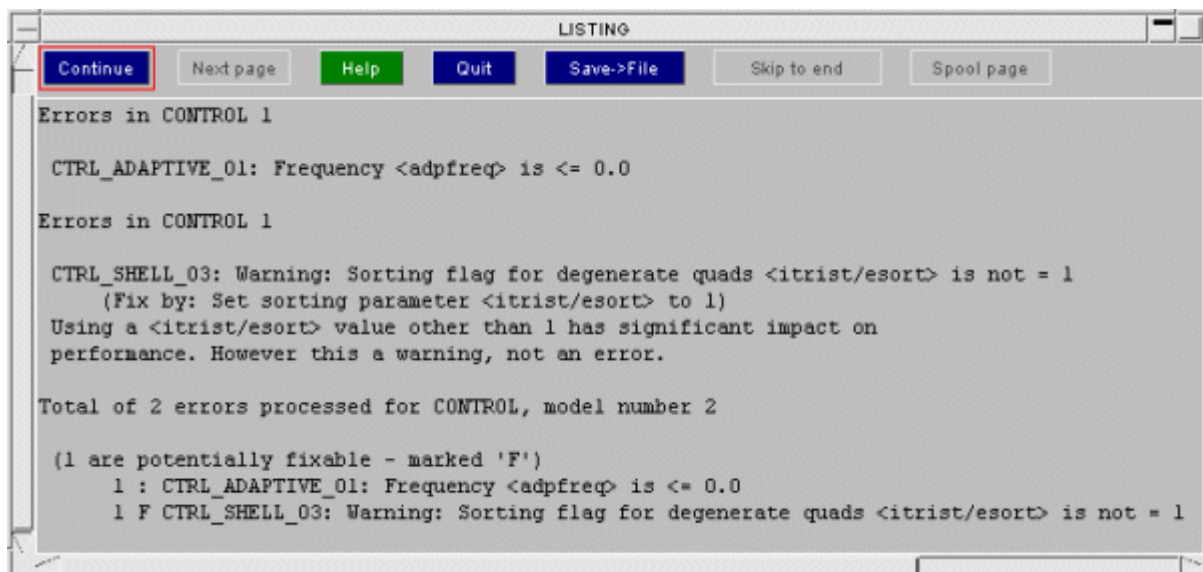 LISTING
Continue Next page Help Quit Save->File Skip to end Spool page
Errors in CONTROL 1
CTRL_ADAPTIVE_01: Frequency <adpfreq> is <= 0.0
Errors in CONTROL 1
CTRL_SHELL_03: Warning: Sorting flag for degenerate quads <itrist/esort> is not = 1
(Fix by: Set sorting parameter <itrist/esort> to 1)
Using a <itrist/esort> value other than 1 has significant impact on
performance. However this a warning, not an error.
Total of 2 errors processed for CONTROL, model number 2
(1 are potentially fixable - marked 'F')
1 : CTRL_ADAPTIVE_01: Frequency <adpfreq> is <= 0.0
1 F CTRL_SHELL_03: Warning: Sorting flag for degenerate quads <itrist/esort> is not = 1